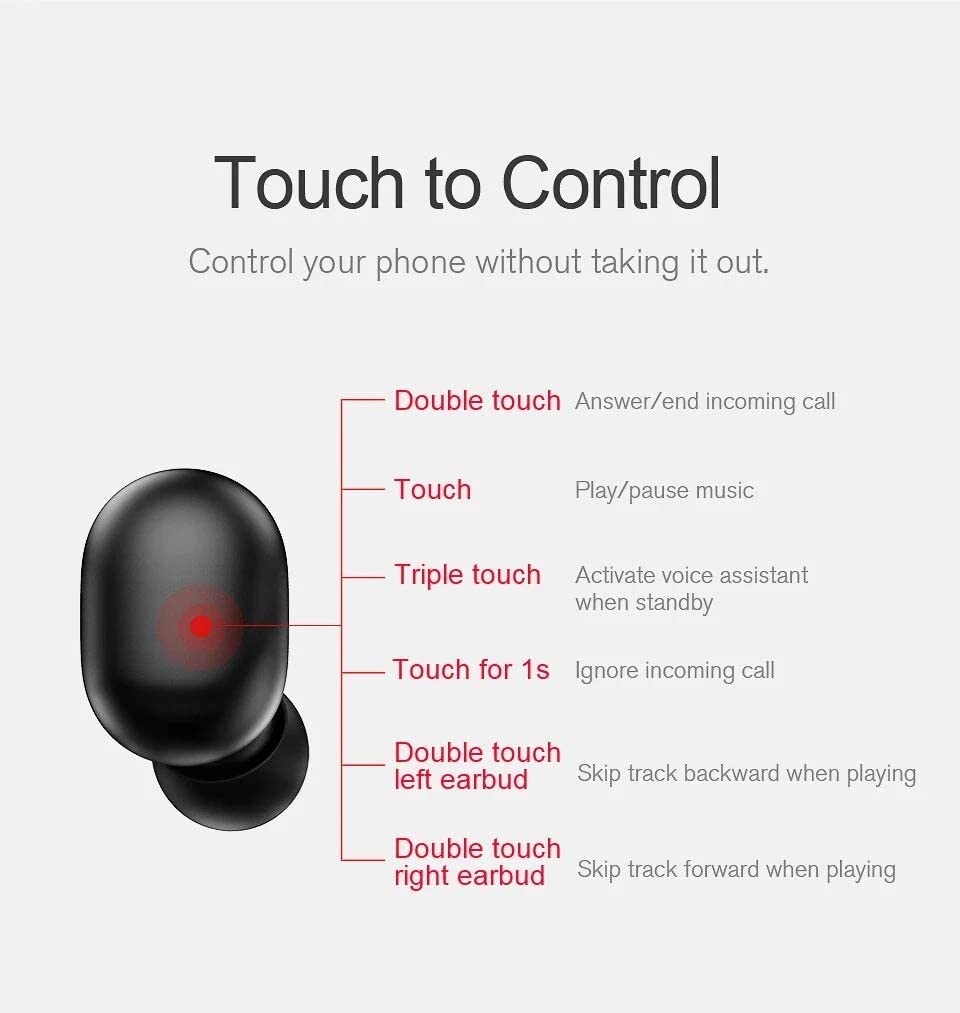 Touch to Control
Control your phone without taking it out.
Double touch Answer/end incoming call
Touch Play/pause music
Triple touch Activate voice assistant
when standby
Touch for 1s Ignore incoming call
Double touch
left earbud Skip track backward when playing
Double touch
right earbud Skip track forward when playing